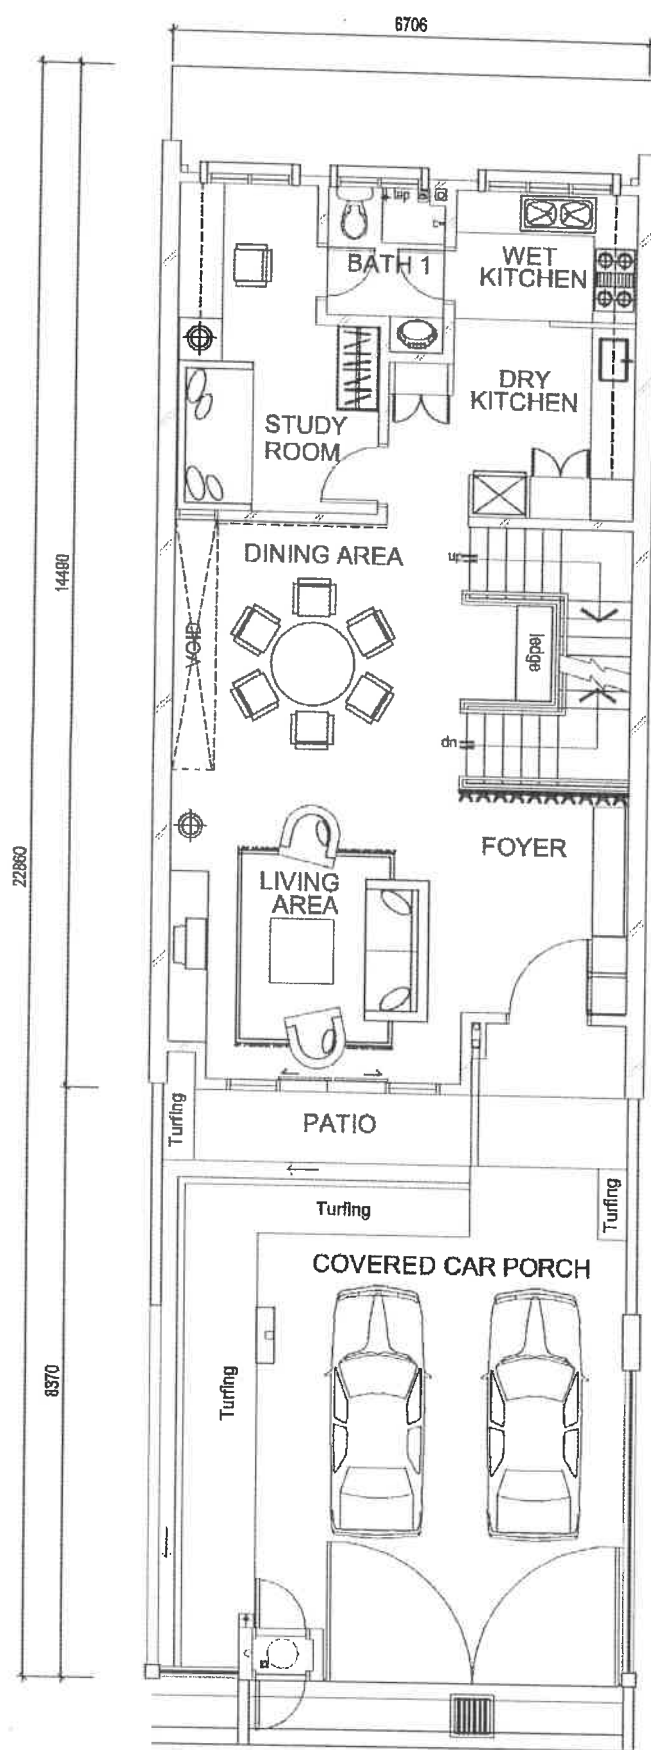 6706
tap
BATH 1
WET
KITCHEN
DRY
KITCHEN
STUDY
ROOM
DINING AREA
up
14490
VOID
ledge
dn
22860
FOYER
LIVING
AREA
Turfing
PATIO
Turfing
Turfing
COVERED CAR PORCH
8370
Turfing